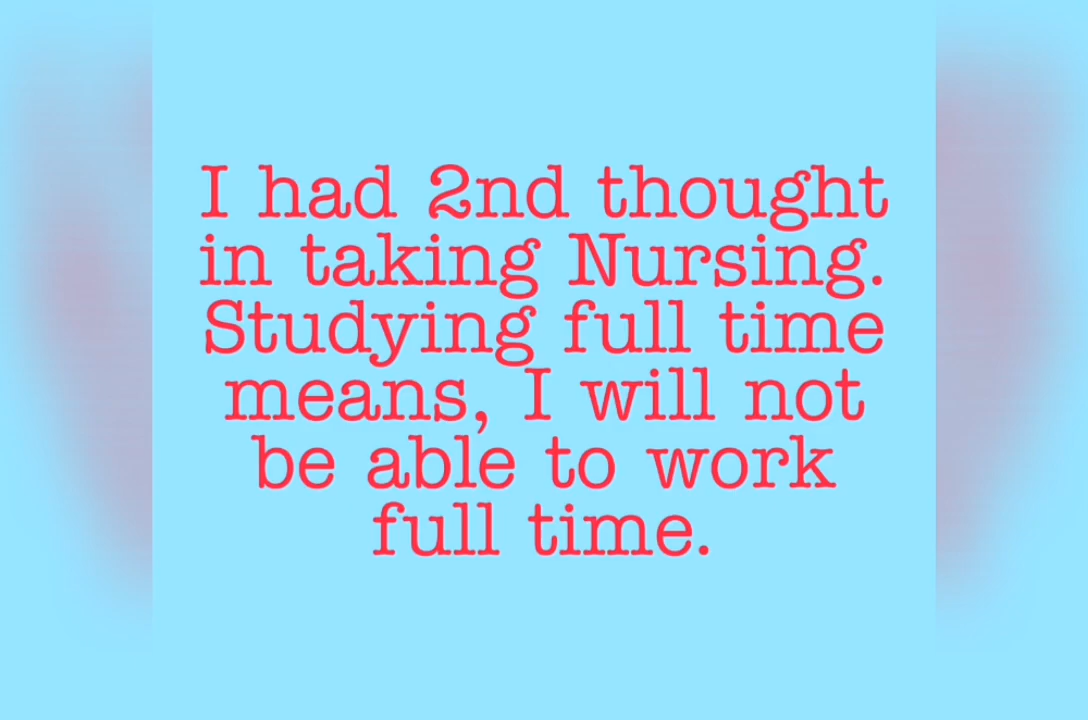 I had 2nd thought
in taking Nursing.
Studying full time
means, I will not
be able to work
full time.